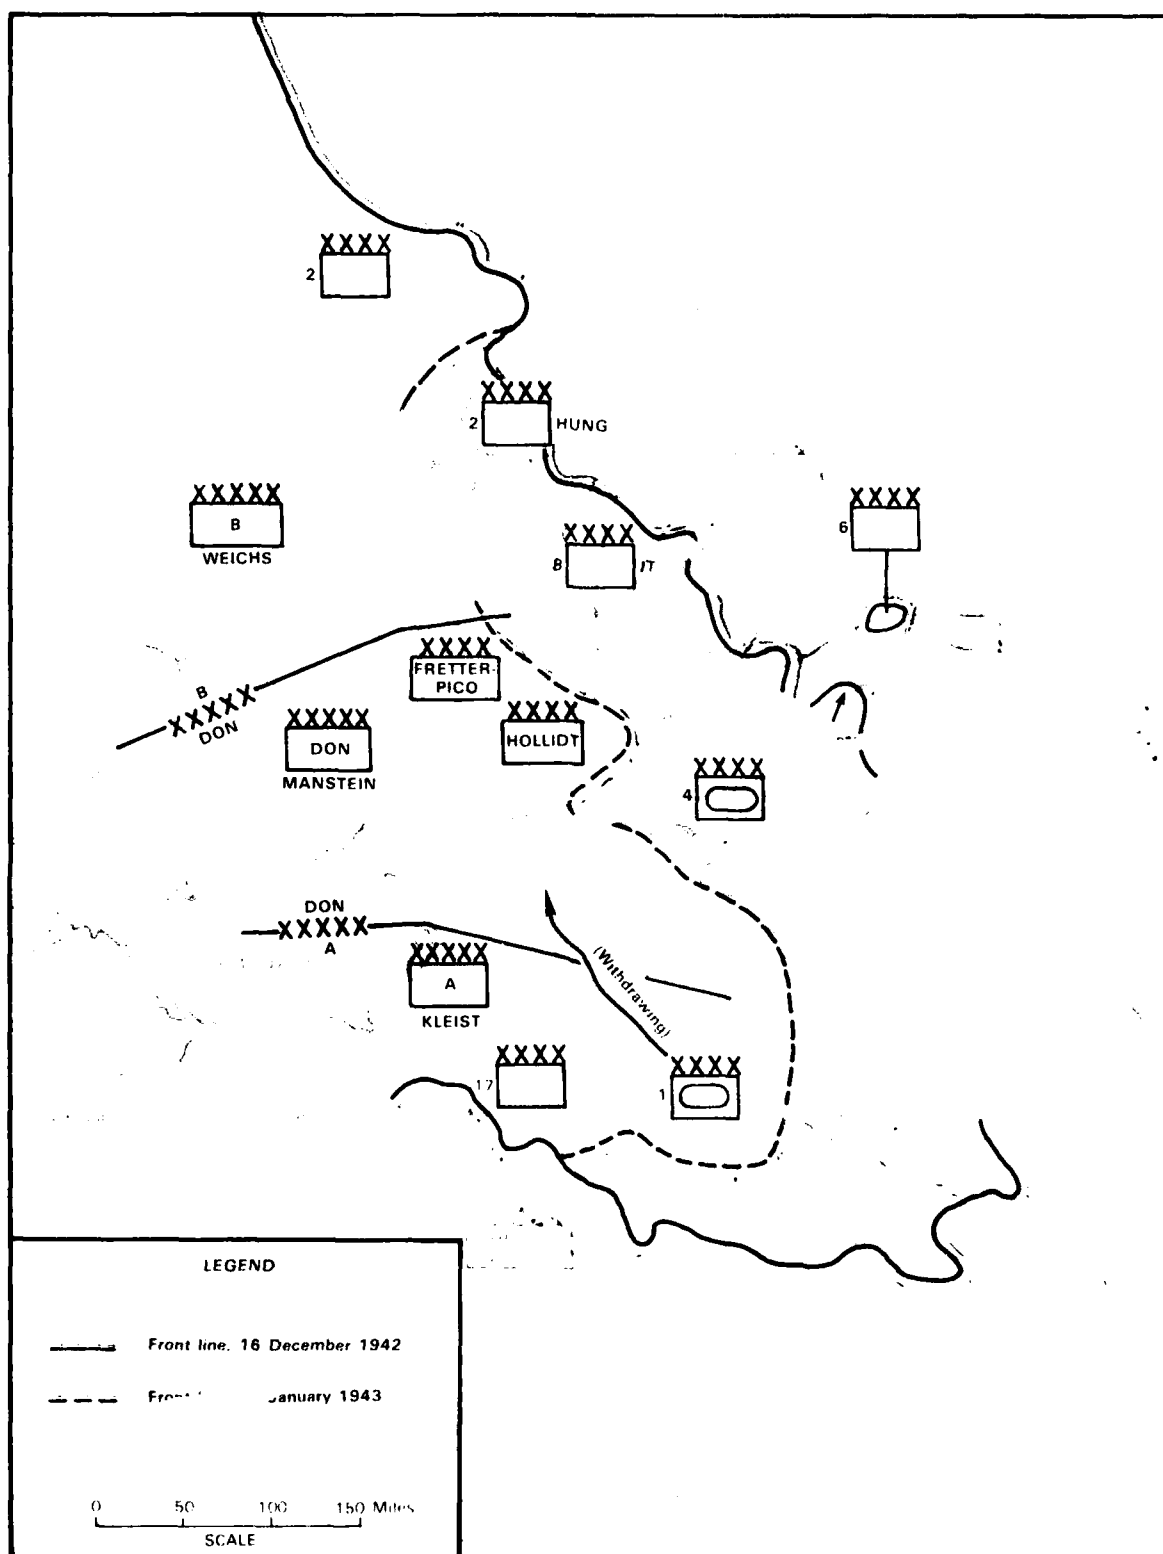 XXXX
2
XXXX
2 HUNG
XXXXX
B
WEICHS
XXXX
6
XXXX
8 IT
XXXX
FRETTER-
PICO
B
XXXXX
DON
XXXXX
DON
MANSTEIN
XXXX
HOLLIDT
XXXX
4
DON
XXXXX
A
XXXXX
A
KLEIST
(Withdrawing)
XXXX
17
XXXX
1
LEGEND
Front line, 16 December 1942
January 1943
0 50 100 150 Miles
SCALE